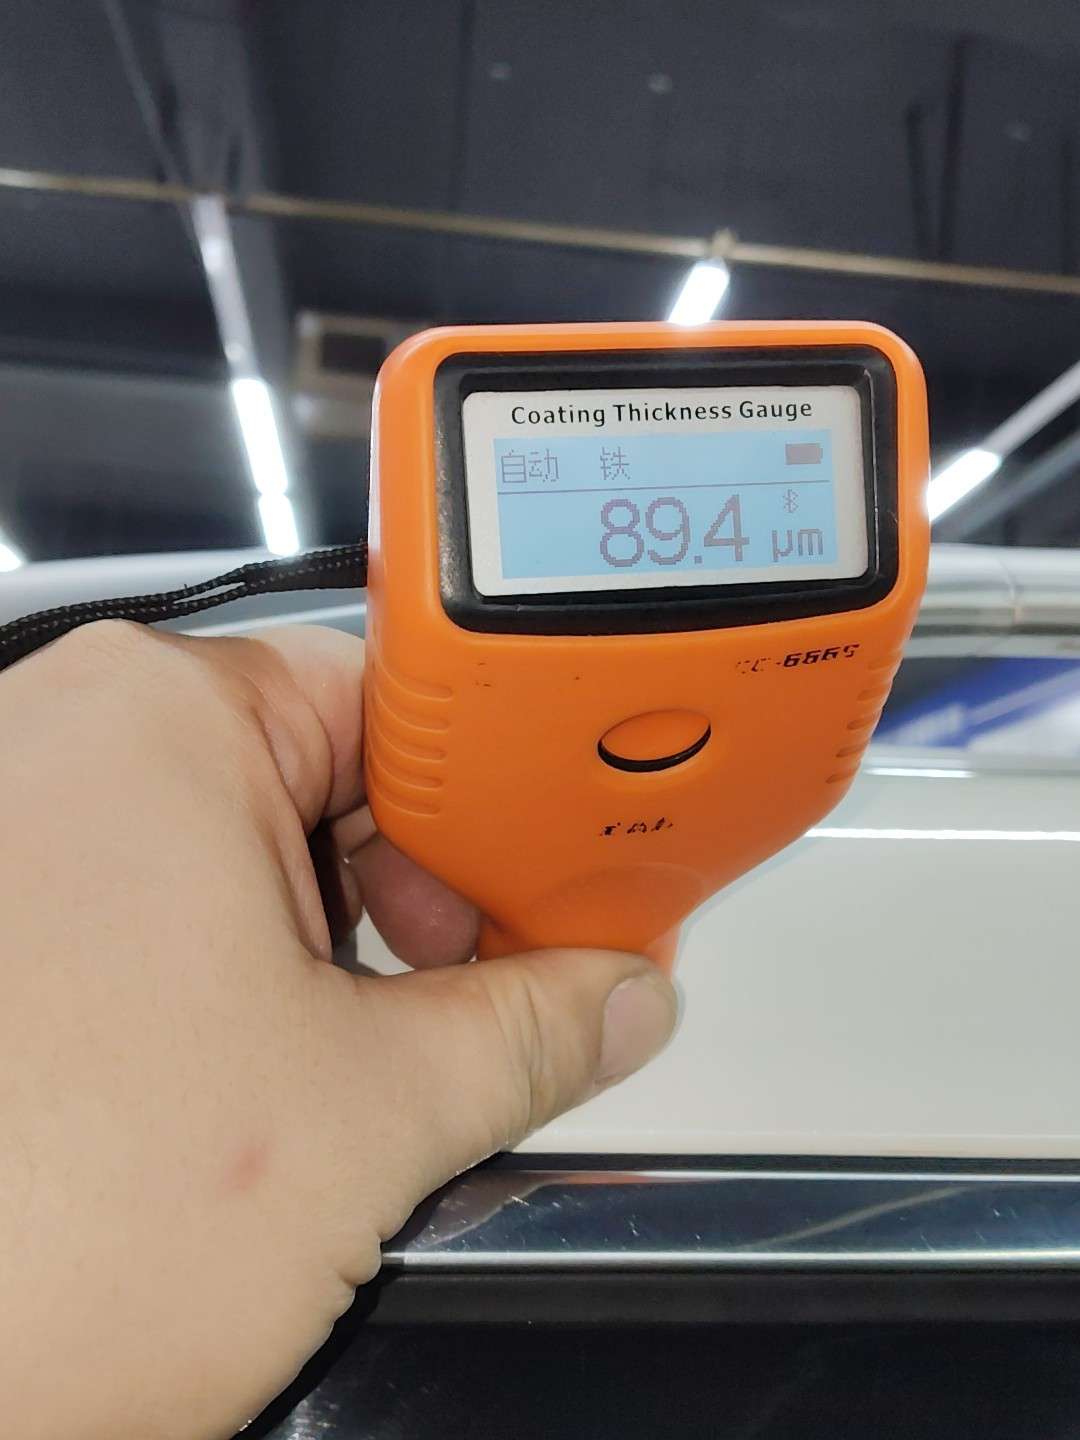 Coating Thickness Gauge
自动 铁
89.4 µm